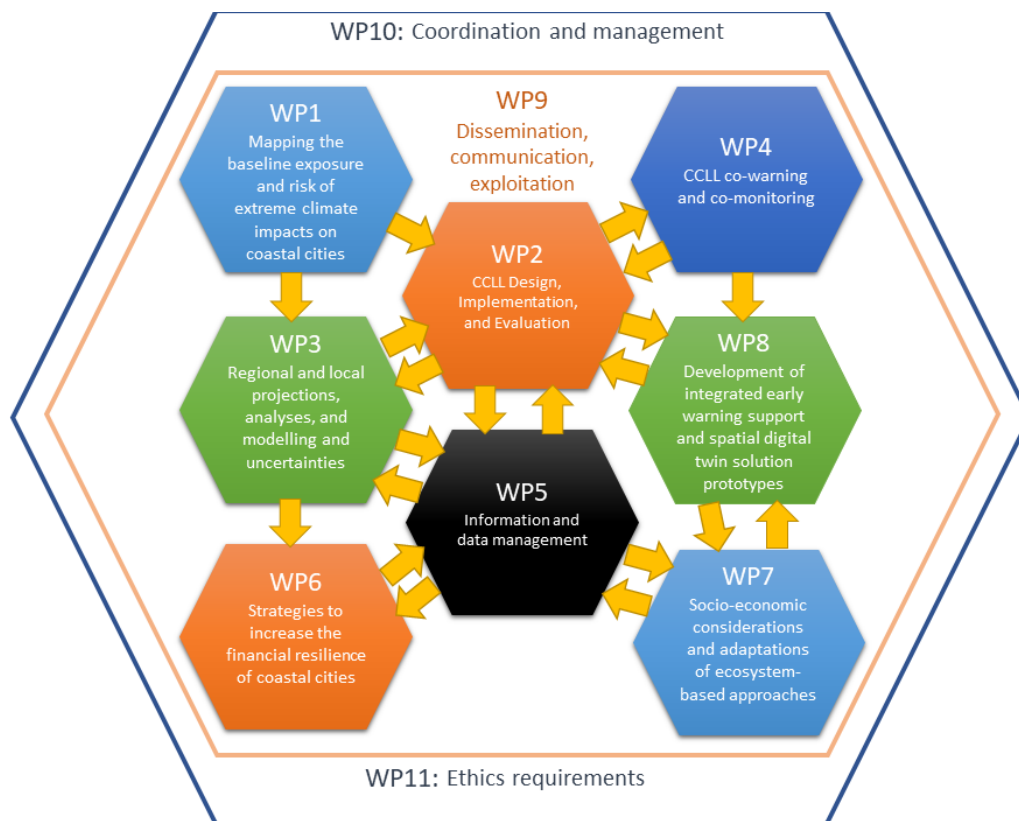 WP10: Coordination and management
WP1
Mapping the
baseline exposure
and risk of
extreme climate
impacts on
coastal cities
WP9
Dissemination,
communication,
exploitation
WP4
CCLL co-warning
and co-monitoring
WP2
CCLL Design,
Implementation,
and Evaluation
WP3
Regional and local
projections,
analyses, and
modelling and
uncertainties
WP8
Development of
integrated early
warning support
and spatial digital
twin solution
prototypes
WP5
Information and
data management
WP6
Strategies to
increase the
financial resilience
of coastal cities
WP7
Socio-economic
considerations
and adaptations
of ecosystem-
based approaches
WP11: Ethics requirements